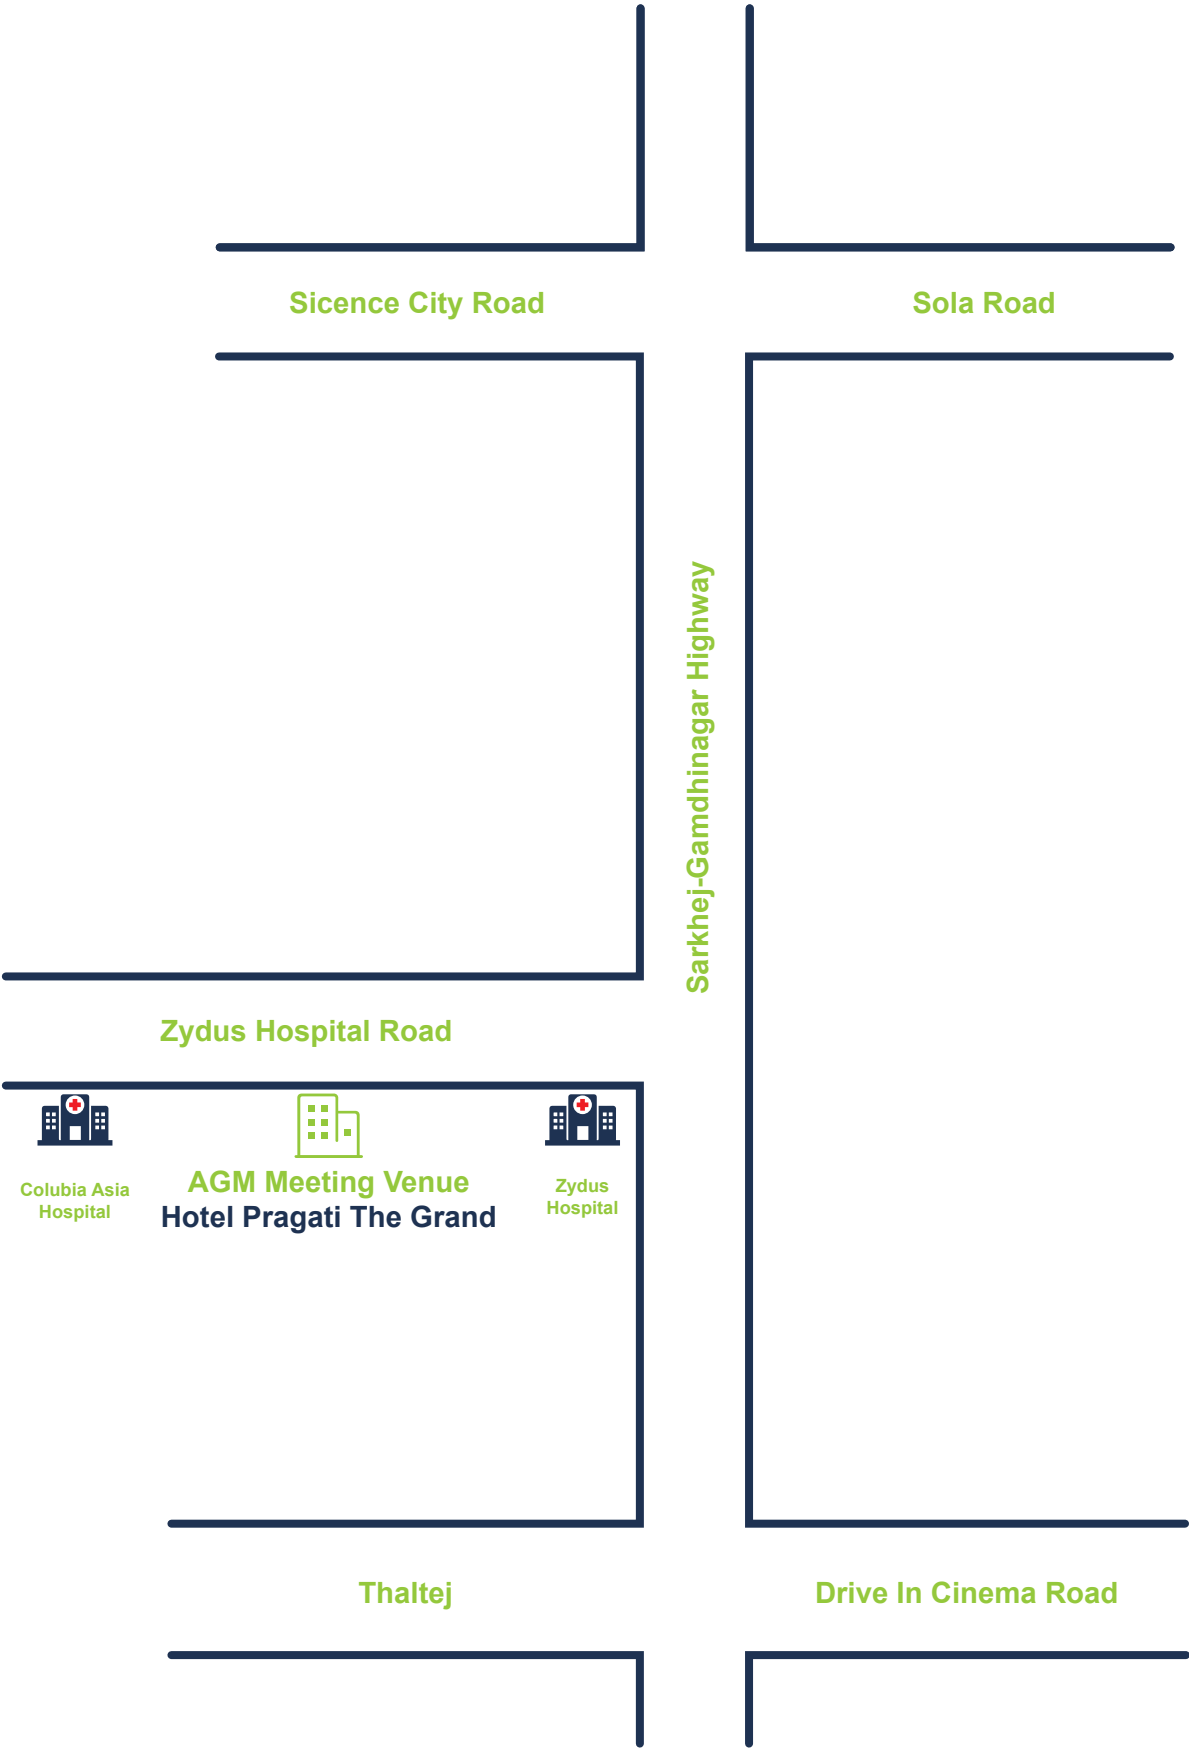 Sicence City Road
Sola Road
Sarkhej-Gamdhinagar Highway
Zydus Hospital Road
Colubia Asia
Hospital
AGM Meeting Venue
Hotel Pragati The Grand
Zydus
Hospital
Thaltej
Drive In Cinema Road